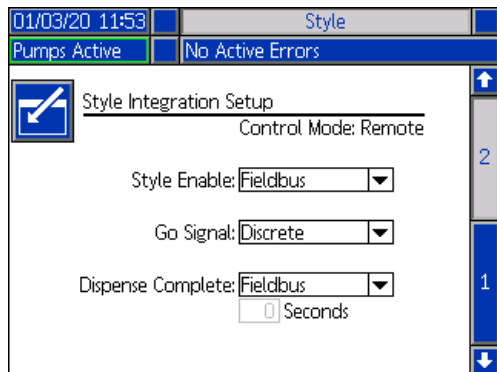 01/03/20 11:53 Style
Pumps Active No Active Errors
Style Integration Setup
Control Mode: Remote
2
Style Enable: Fieldbus
Go Signal: Discrete
Dispense Complete: Fieldbus
1
0 Seconds